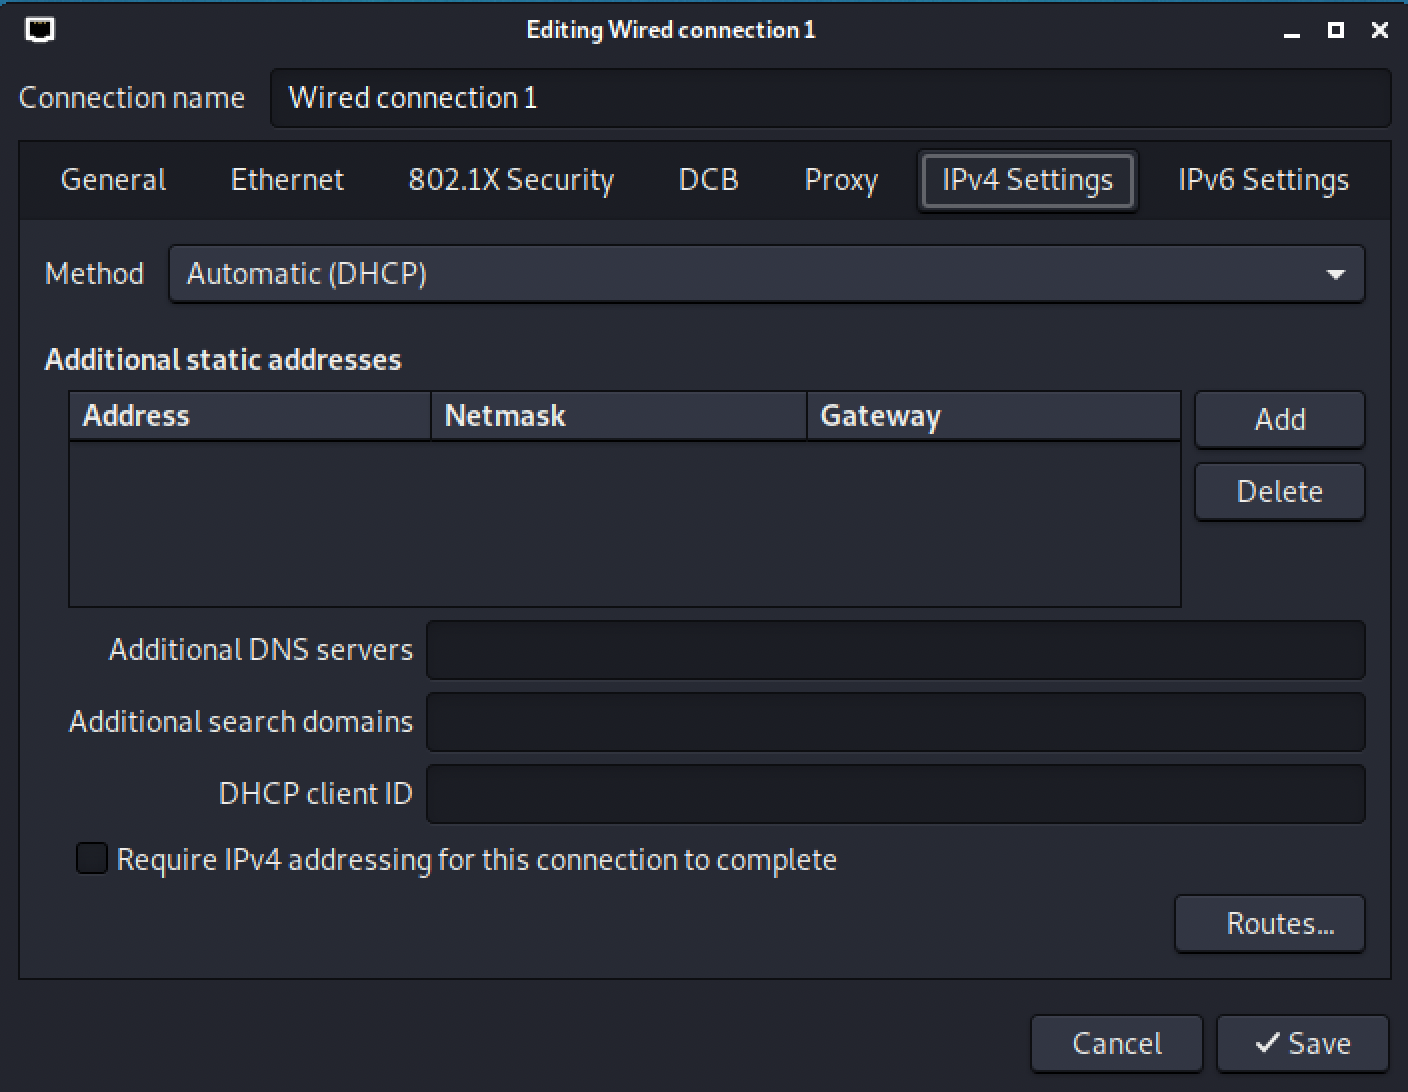 Editing Wired connection 1
Connection name Wired connection 1
General Ethernet 802.1X Security DCB Proxy IPv4 Settings IPv6 Settings
Method Automatic (DHCP)
Additional static addresses
Address Netmask Gateway Add
Delete
Additional DNS servers
Additional search domains
DHCP client ID
Require IPv4 addressing for this connection to complete
Routes...
Cancel Save